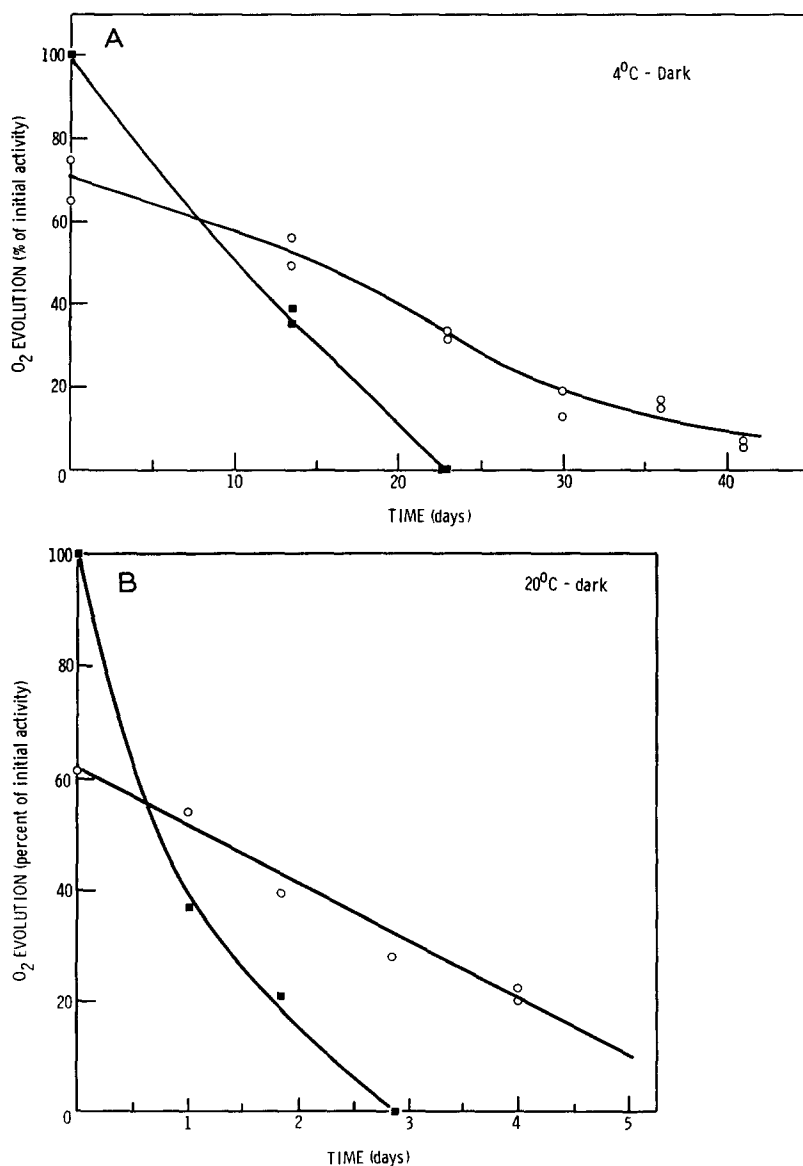 A
4⁰C - Dark
100
80
60
40
20
0
O₂ EVOLUTION (% of initial activity)
10
20
30
40
TIME (days)
B
20⁰C - dark
100
80
60
40
20
0
O₂ EVOLUTION (percent of initial activity)
1
2
3
4
5
TIME (days)